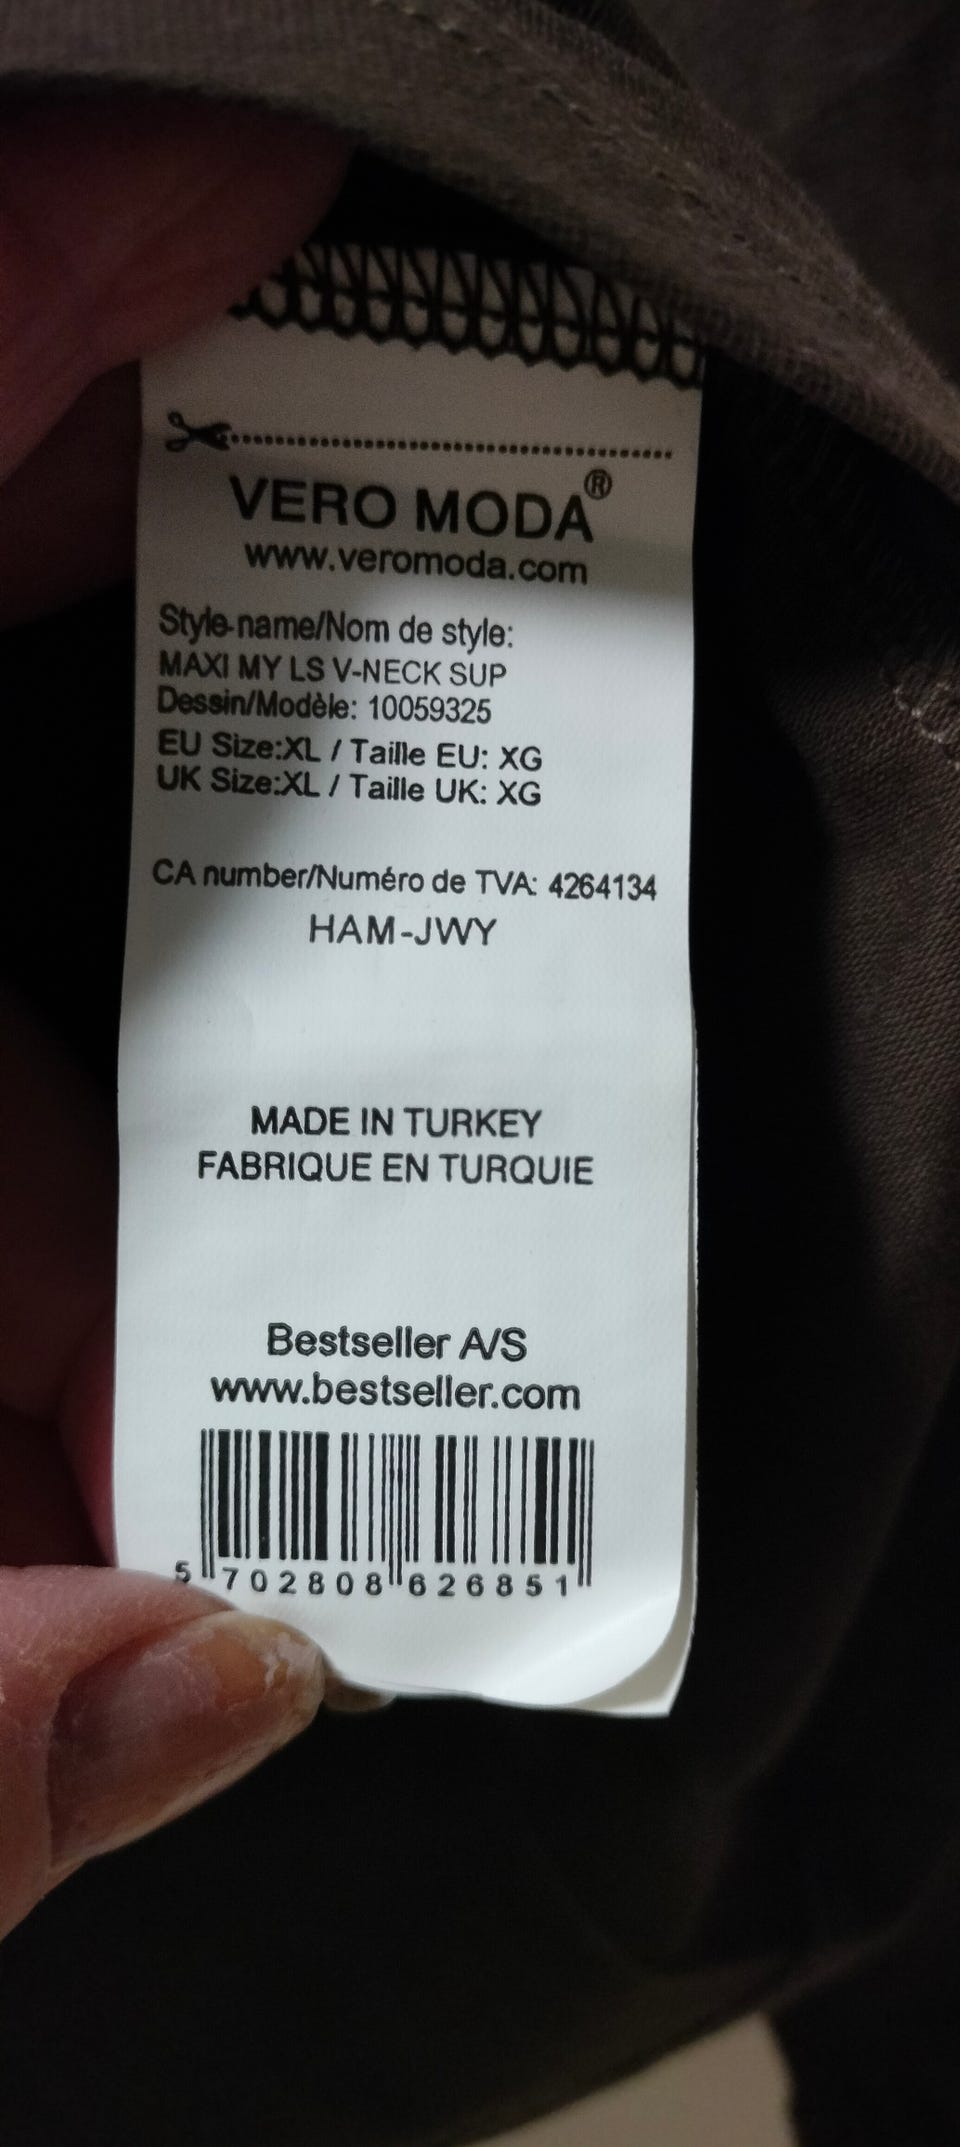 VERO MODA®
www.veromoda.com
Style-name/Nom de style:
MAXI MY LS V-NECK SUP
Dessin/Modèle: 10059325
EU Size:XL / Taille EU: XG
UK Size:XL / Taille UK: XG
CA number/Numéro de TVA: 4264134
HAM-JWY
MADE IN TURKEY
FABRIQUE EN TURQUIE
Bestseller A/S
www.bestseller.com
5 702808 626851